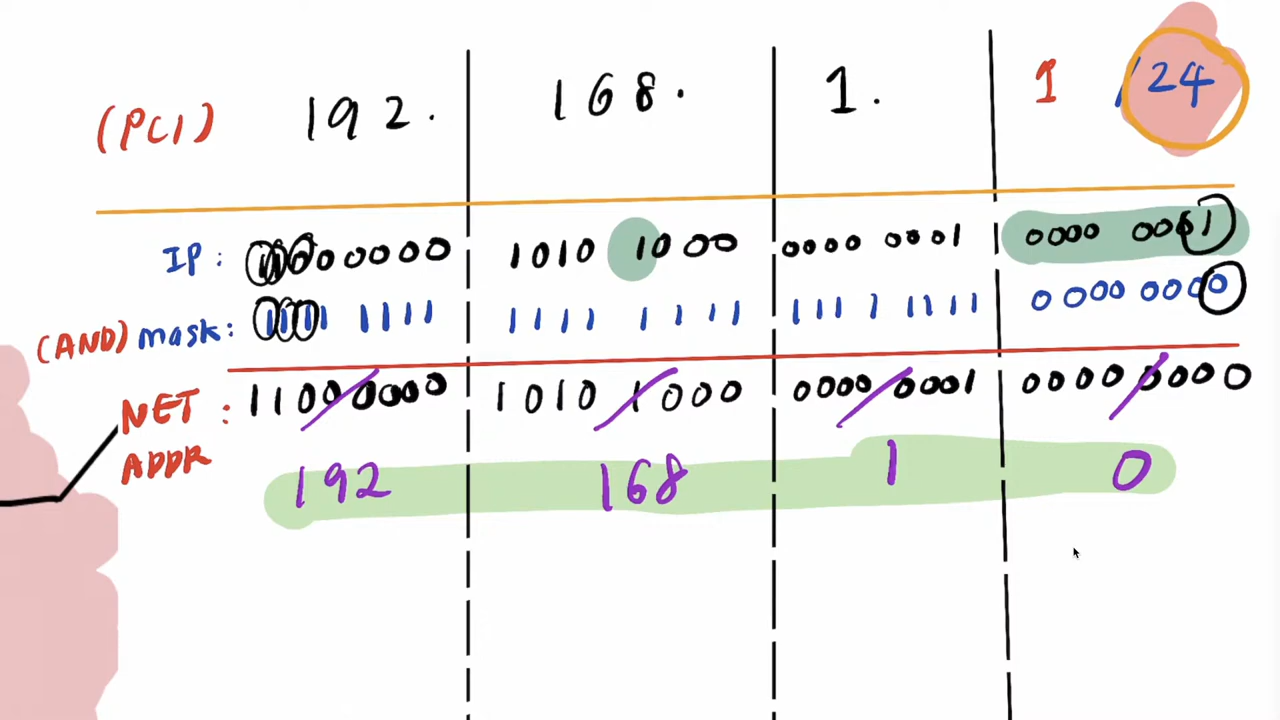 (PC1) 192. 168. 1. 1 /24
IP: 11000000 1010 1000 0000 0001 0000 0001
(AND) mask: 1111 1111 1111 1111 1111 1111 0000 0000
NET : 1100 0000 1010 1000 0000 0001 0000 0000
ADDR 192 168 1 0